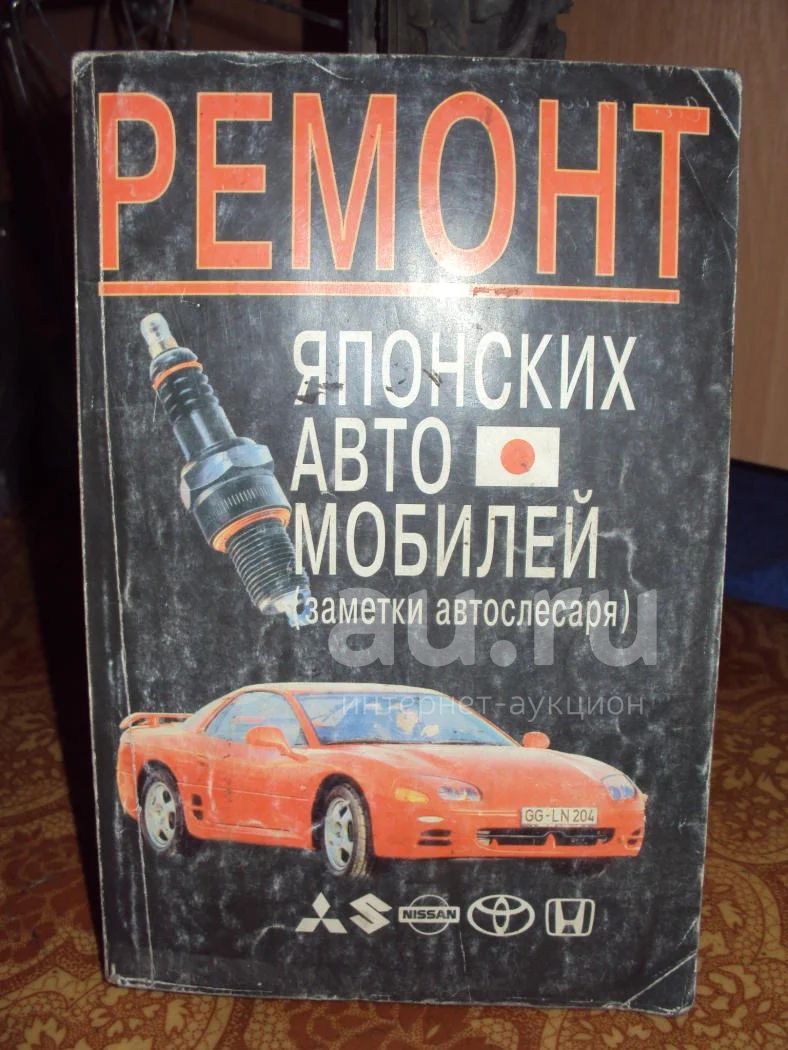 РЕМОНТ
ЯПОНСКИХ
АВТО
МОБИЛЕЙ
(заметки автослесаря)
au.ru
интернет-аукцион
GG-LN 204
NISSAN